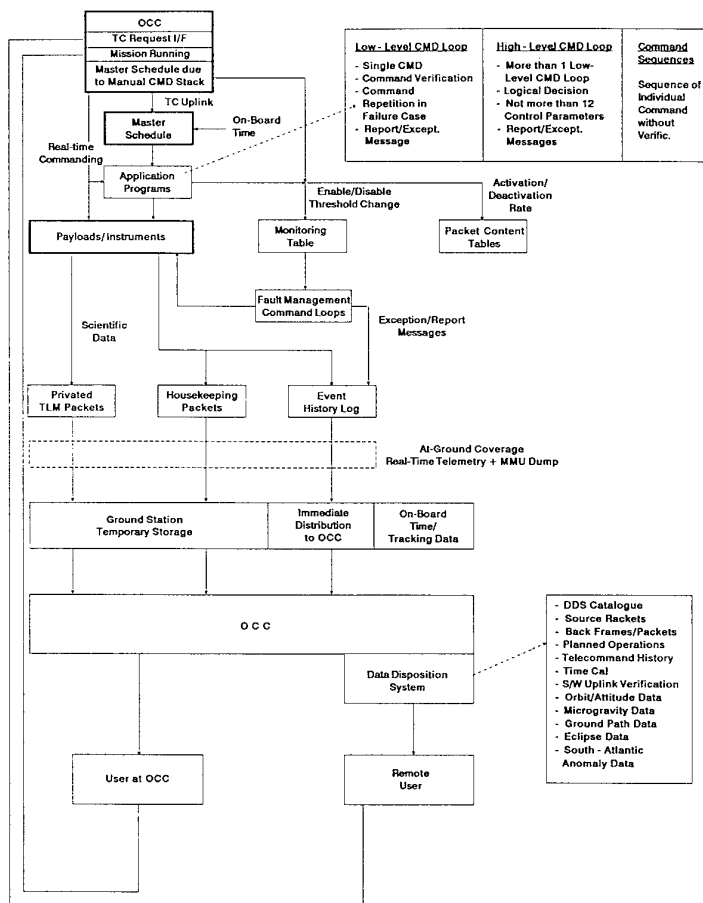 OCC
TC Request I/F
Mission Running
Master Schedule due
to Manual CMD Stack
TC Uplink
Master
Schedule
On-Board
Time
Real-time
Commanding
Application
Programs
Low - Level CMD Loop
- Single CMD
- Command Verification
- Command
Repetition in
Failure Case
- Report/Except.
Message
High - Level CMD Loop
- More than 1 Low-
Level CMD Loop
- Logical Decision
- Not more than 12
Control Parameters
- Report/Except.
Messages
Command
Sequences
Sequence of
Individual
Command
without
Verific.
Enable/Disable
Threshold Change
Activation/
Deactivation
Rate
Payloads/Instruments
Monitoring
Table
Packet Content
Tables
Fault Management
Command Loops
Scientific
Data
Exception/Report
Messages
Privated
TLM Packets
Housekeeping
Packets
Event
History Log
At-Ground Coverage
Real-Time Telemetry + MMU Dump
Ground Station
Temporary Storage
Immediate
Distribution
to OCC
On-Board
Time/
Tracking Data
O C C
Data Disposition
System
- DDS Catalogue
- Source Rackets
- Back Frames/Packets
- Planned Operations
- Telecommand History
- Time Cal
- S/W Uplink Verification
- Orbit/Attitude Data
- Microgravity Data
- Ground Path Data
- Eclipse Data
- South - Atlantic
Anomaly Data
User at OCC
Remote
User